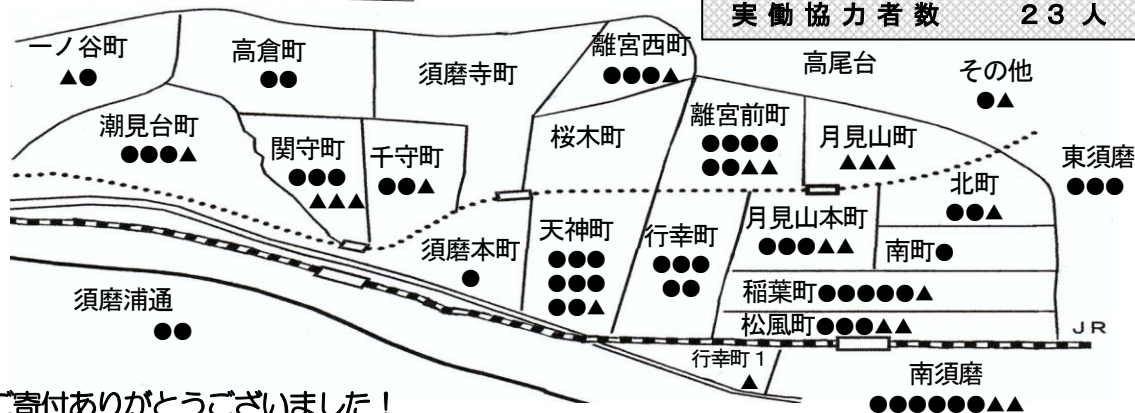 実働協力者数 23人
一ノ谷町
▲●
高倉町
●●
須磨寺町
離宮西町
●●●▲
高尾台
その他
●▲
潮見台町
●●●▲
関守町
●●●
▲▲▲
千守町
●●▲
桜木町
離宮前町
●●●●
●●▲▲
月見山町
▲▲▲
東須磨
●●●
北町
●●▲
須磨本町
●
天神町
●●●
●●●
●●▲
行幸町
●●●
●●
月見山本町
●●●▲▲
南町●
須磨浦通
●●
稲葉町●●●●●▲
松風町●●●▲▲
JR
行幸町1
▲
南須磨
●●●●●●▲▲
ご寄付ありがとうございました!